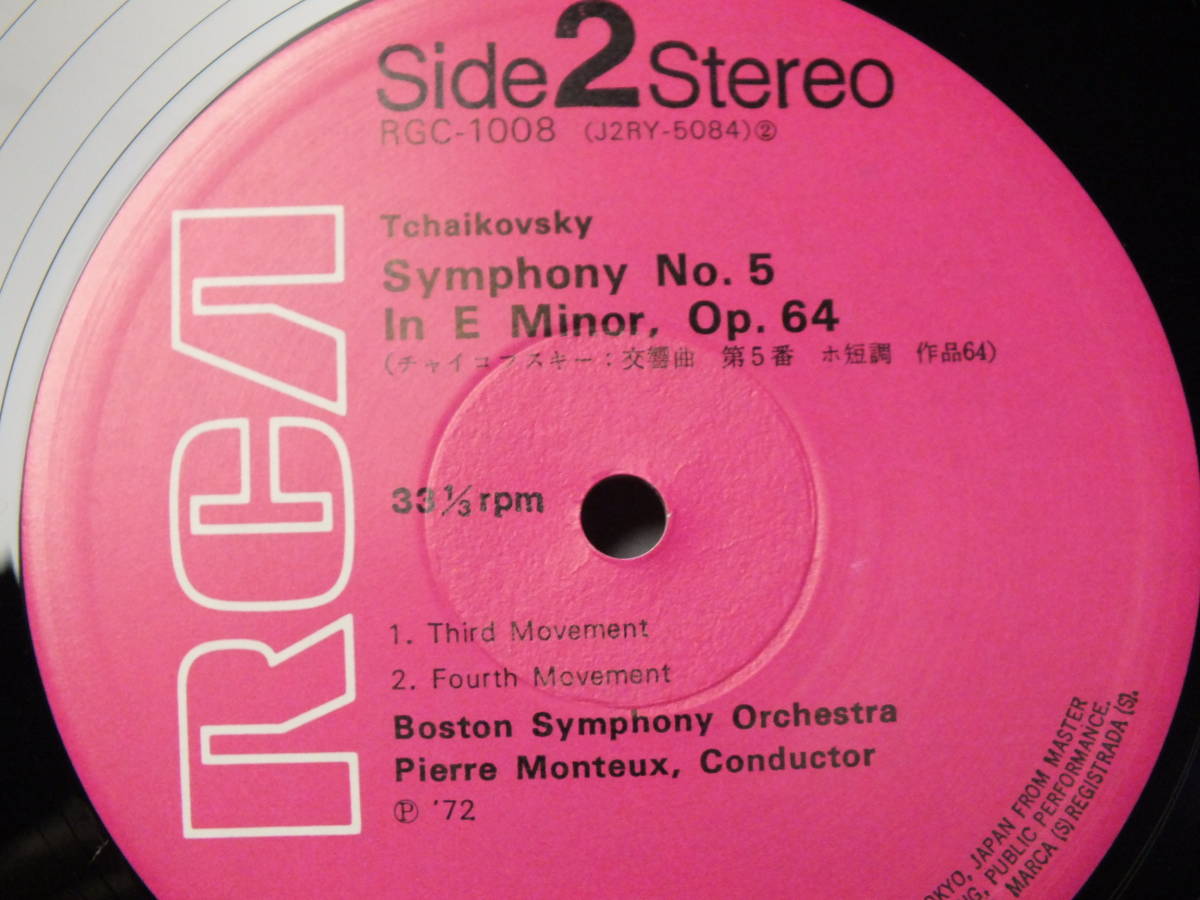 Side 2 Stereo
RGC-1008 (J2RY-5084)②
RCA
Tchaikovsky
Symphony No. 5
In E Minor, Op. 64
(チャイコフスキー:交響曲 第5番 ホ短調 作品64)
33⅓ rpm
1. Third Movement
2. Fourth Movement
Boston Symphony Orchestra
Pierre Monteux, Conductor
Ⓟ '72
JAPAN FROM MASTER
PUBLIC PERFORMANCE.
MARCA (S) REGISTRADA (S).